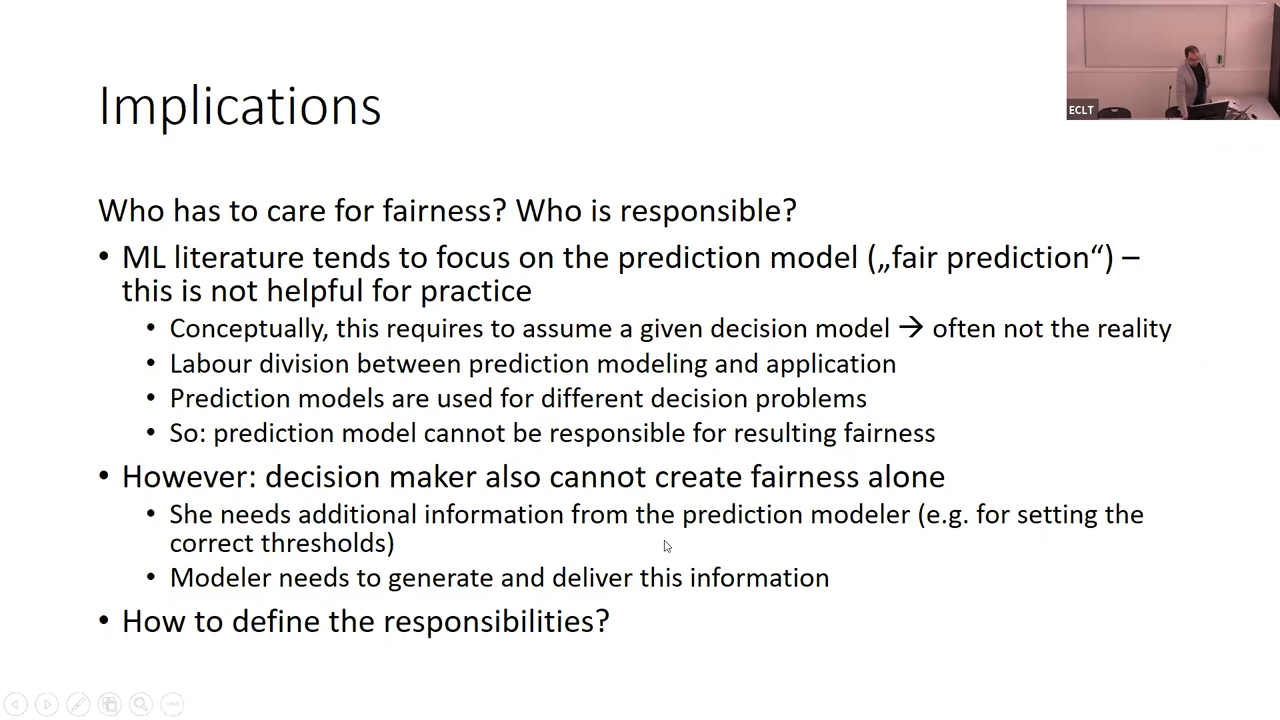 ECLT
Implications
Who has to care for fairness? Who is responsible?
• ML literature tends to focus on the prediction model („fair prediction“) –
this is not helpful for practice
• Conceptually, this requires to assume a given decision model → often not the reality
• Labour division between prediction modeling and application
• Prediction models are used for different decision problems
• So: prediction model cannot be responsible for resulting fairness
• However: decision maker also cannot create fairness alone
• She needs additional information from the prediction modeler (e.g. for setting the
correct thresholds)
• Modeler needs to generate and deliver this information
• How to define the responsibilities?